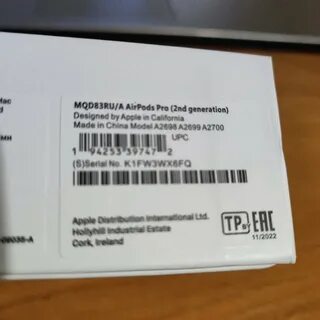 Mac
MQD83RU/A AirPods Pro (2nd generation)
Designed by Apple in California
Made in China Model A2698 A2699 A2700
UPC
1 94253 39747 2
(S)Serial No. K1FW3WX6FQ
Apple Distribution International Ltd.
Hollyhill Industrial Estate
Cork, Ireland
TP BY EAC
11/2022